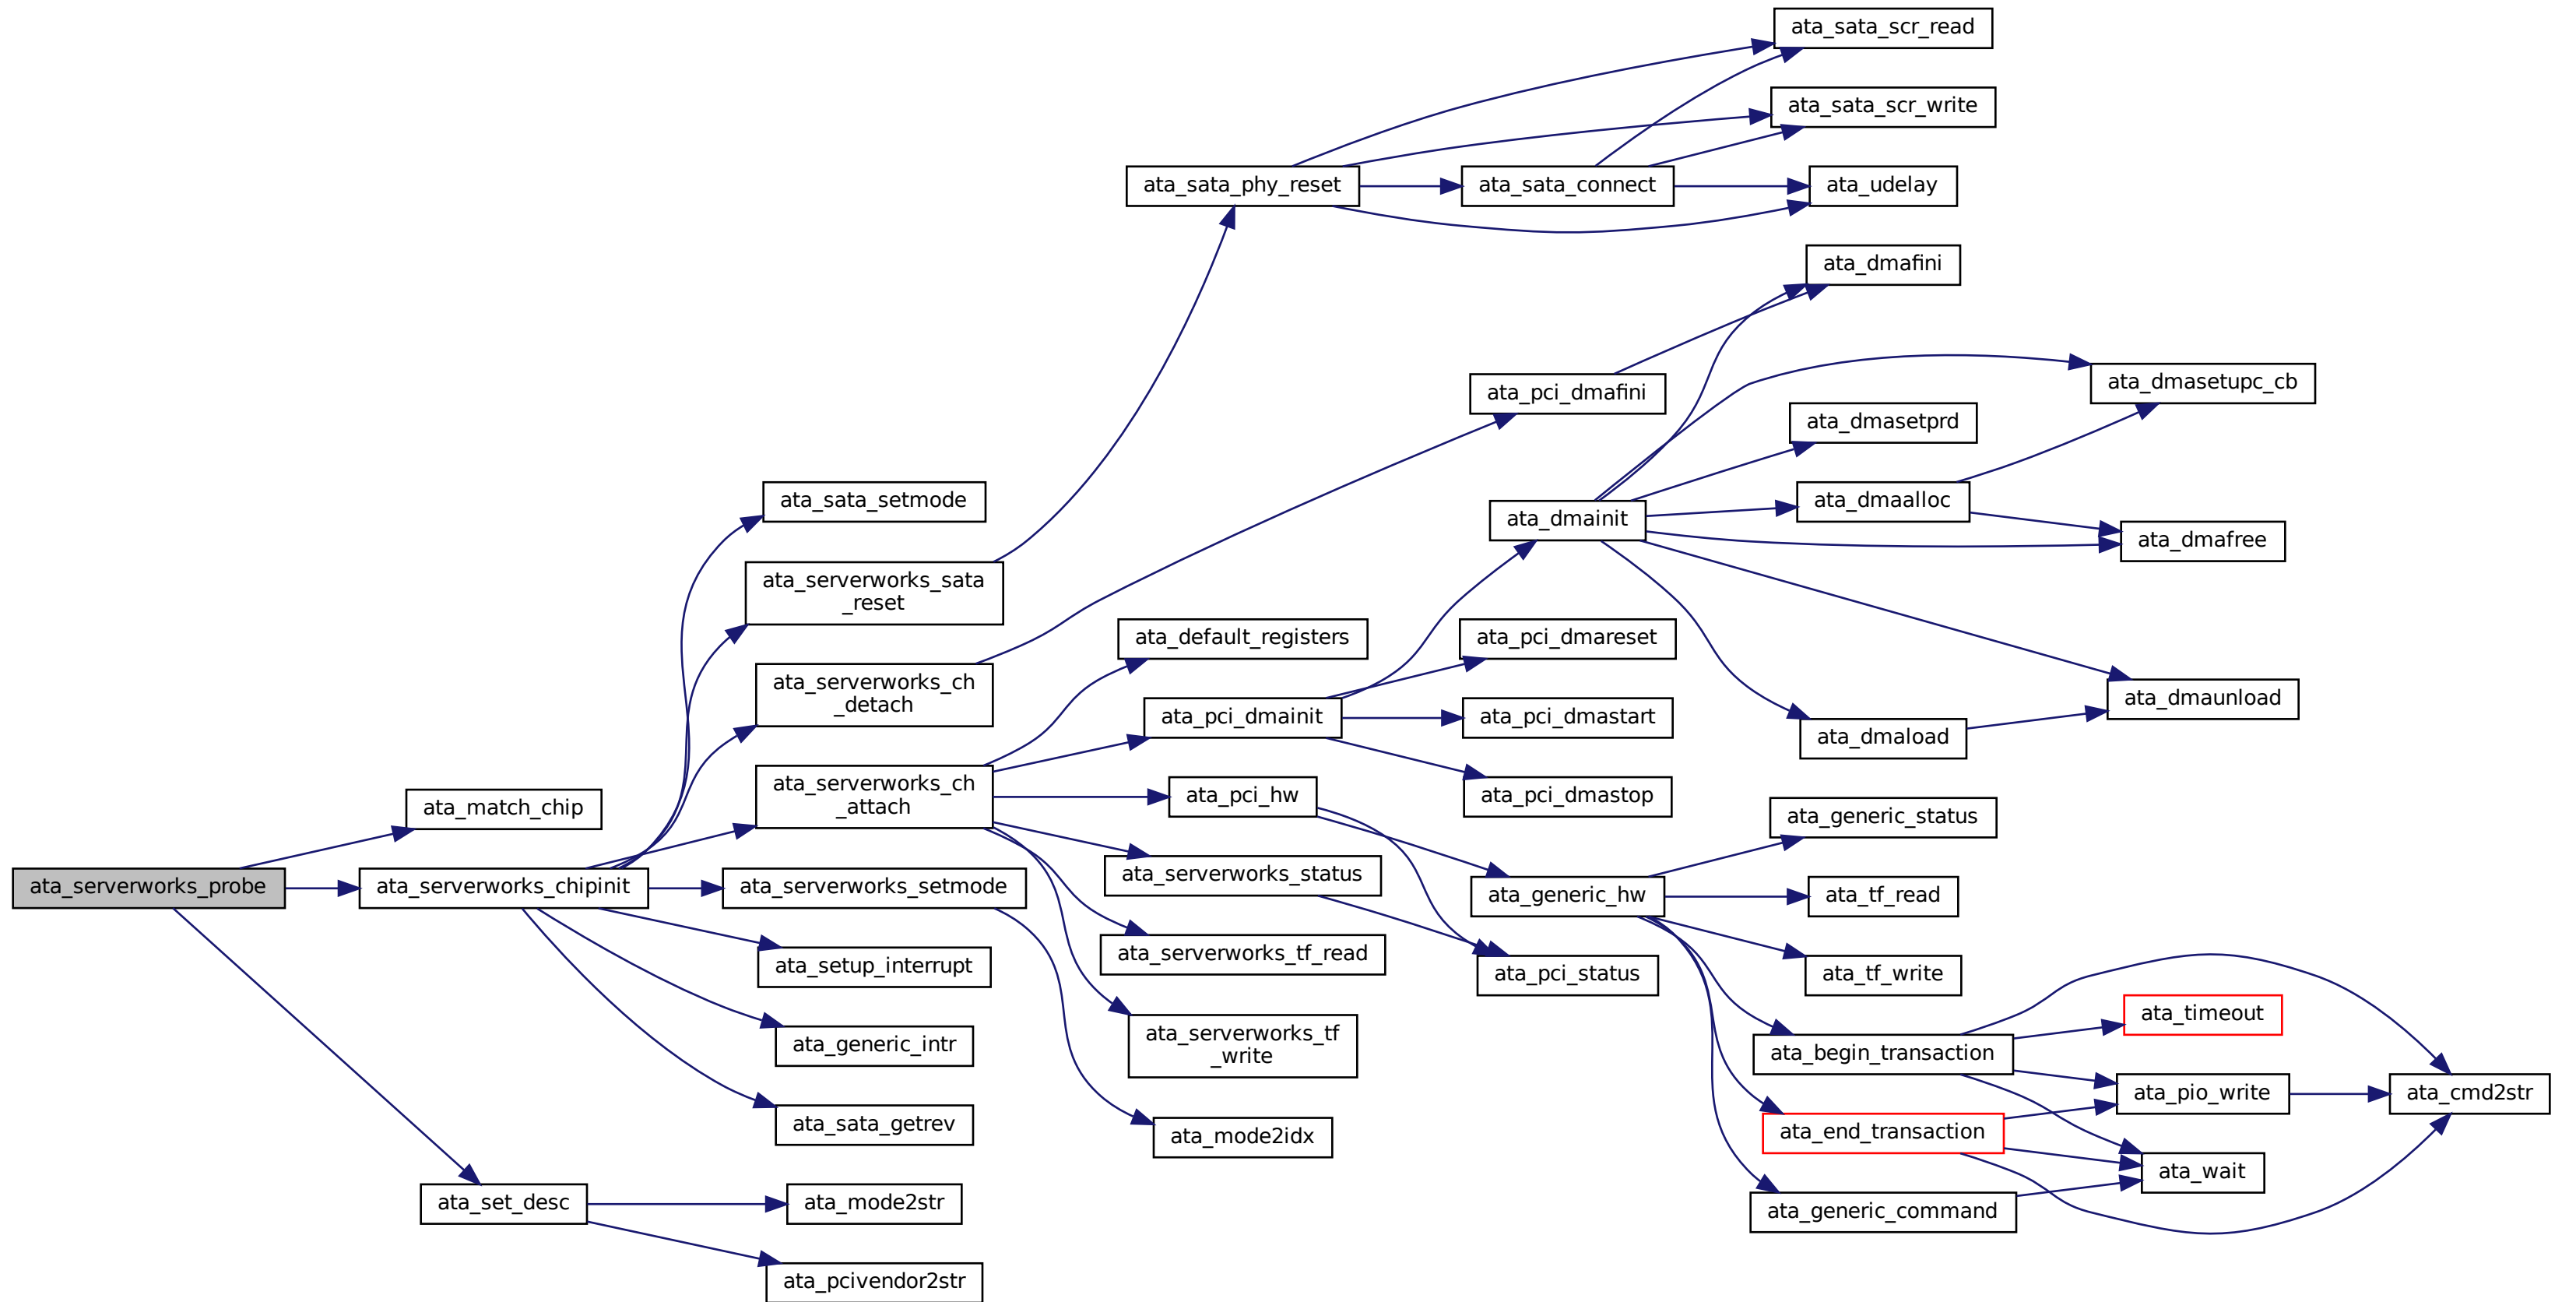 ata_sata_scr_read
ata_sata_scr_write
ata_sata_phy_reset
ata_sata_connect
ata_udelay
ata_dmafini
ata_pci_dmafini
ata_dmasetupc_cb
ata_dmasetprd
ata_sata_setmode
ata_dmainit
ata_dmaalloc
ata_dmafree
ata_serverworks_sata
_reset
ata_default_registers
ata_pci_dmareset
ata_serverworks_ch
_detach
ata_dmaunload
ata_pci_dmainit
ata_pci_dmastart
ata_dmaload
ata_serverworks_ch
_attach
ata_pci_hw
ata_pci_dmastop
ata_match_chip
ata_generic_status
ata_serverworks_probe
ata_serverworks_chipinit
ata_serverworks_setmode
ata_serverworks_status
ata_generic_hw
ata_tf_read
ata_setup_interrupt
ata_serverworks_tf_read
ata_pci_status
ata_tf_write
ata_timeout
ata_generic_intr
ata_serverworks_tf
_write
ata_begin_transaction
ata_pio_write
ata_cmd2str
ata_sata_getrev
ata_mode2idx
ata_end_transaction
ata_wait
ata_set_desc
ata_mode2str
ata_generic_command
ata_pcivendor2str